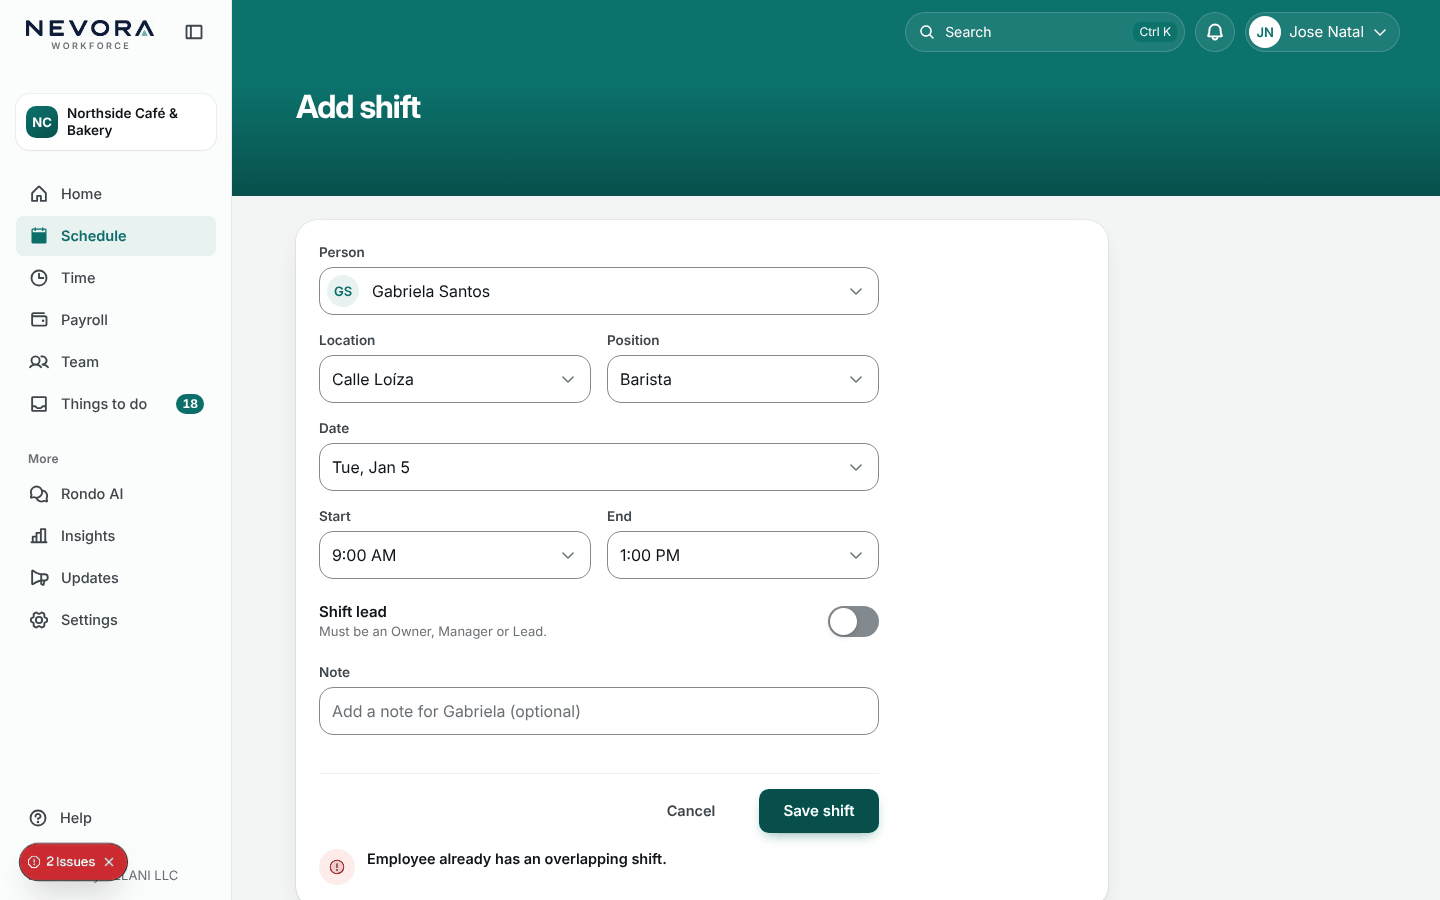 NEVORA
WORKFORCE
Search
Ctrl K
JN
Jose Natal
Add shift
NC
Northside Café &
Bakery
Home
Schedule
Time
Payroll
Team
Things to do
18
More
Rondo AI
Insights
Updates
Settings
Help
2 Issues
LANI LLC
Person
GS
Gabriela Santos
Location
Position
Calle Loíza
Barista
Date
Tue, Jan 5
Start
End
9:00 AM
1:00 PM
Shift lead
Must be an Owner, Manager or Lead.
Note
Add a note for Gabriela (optional)
Cancel
Save shift
Employee already has an overlapping shift.